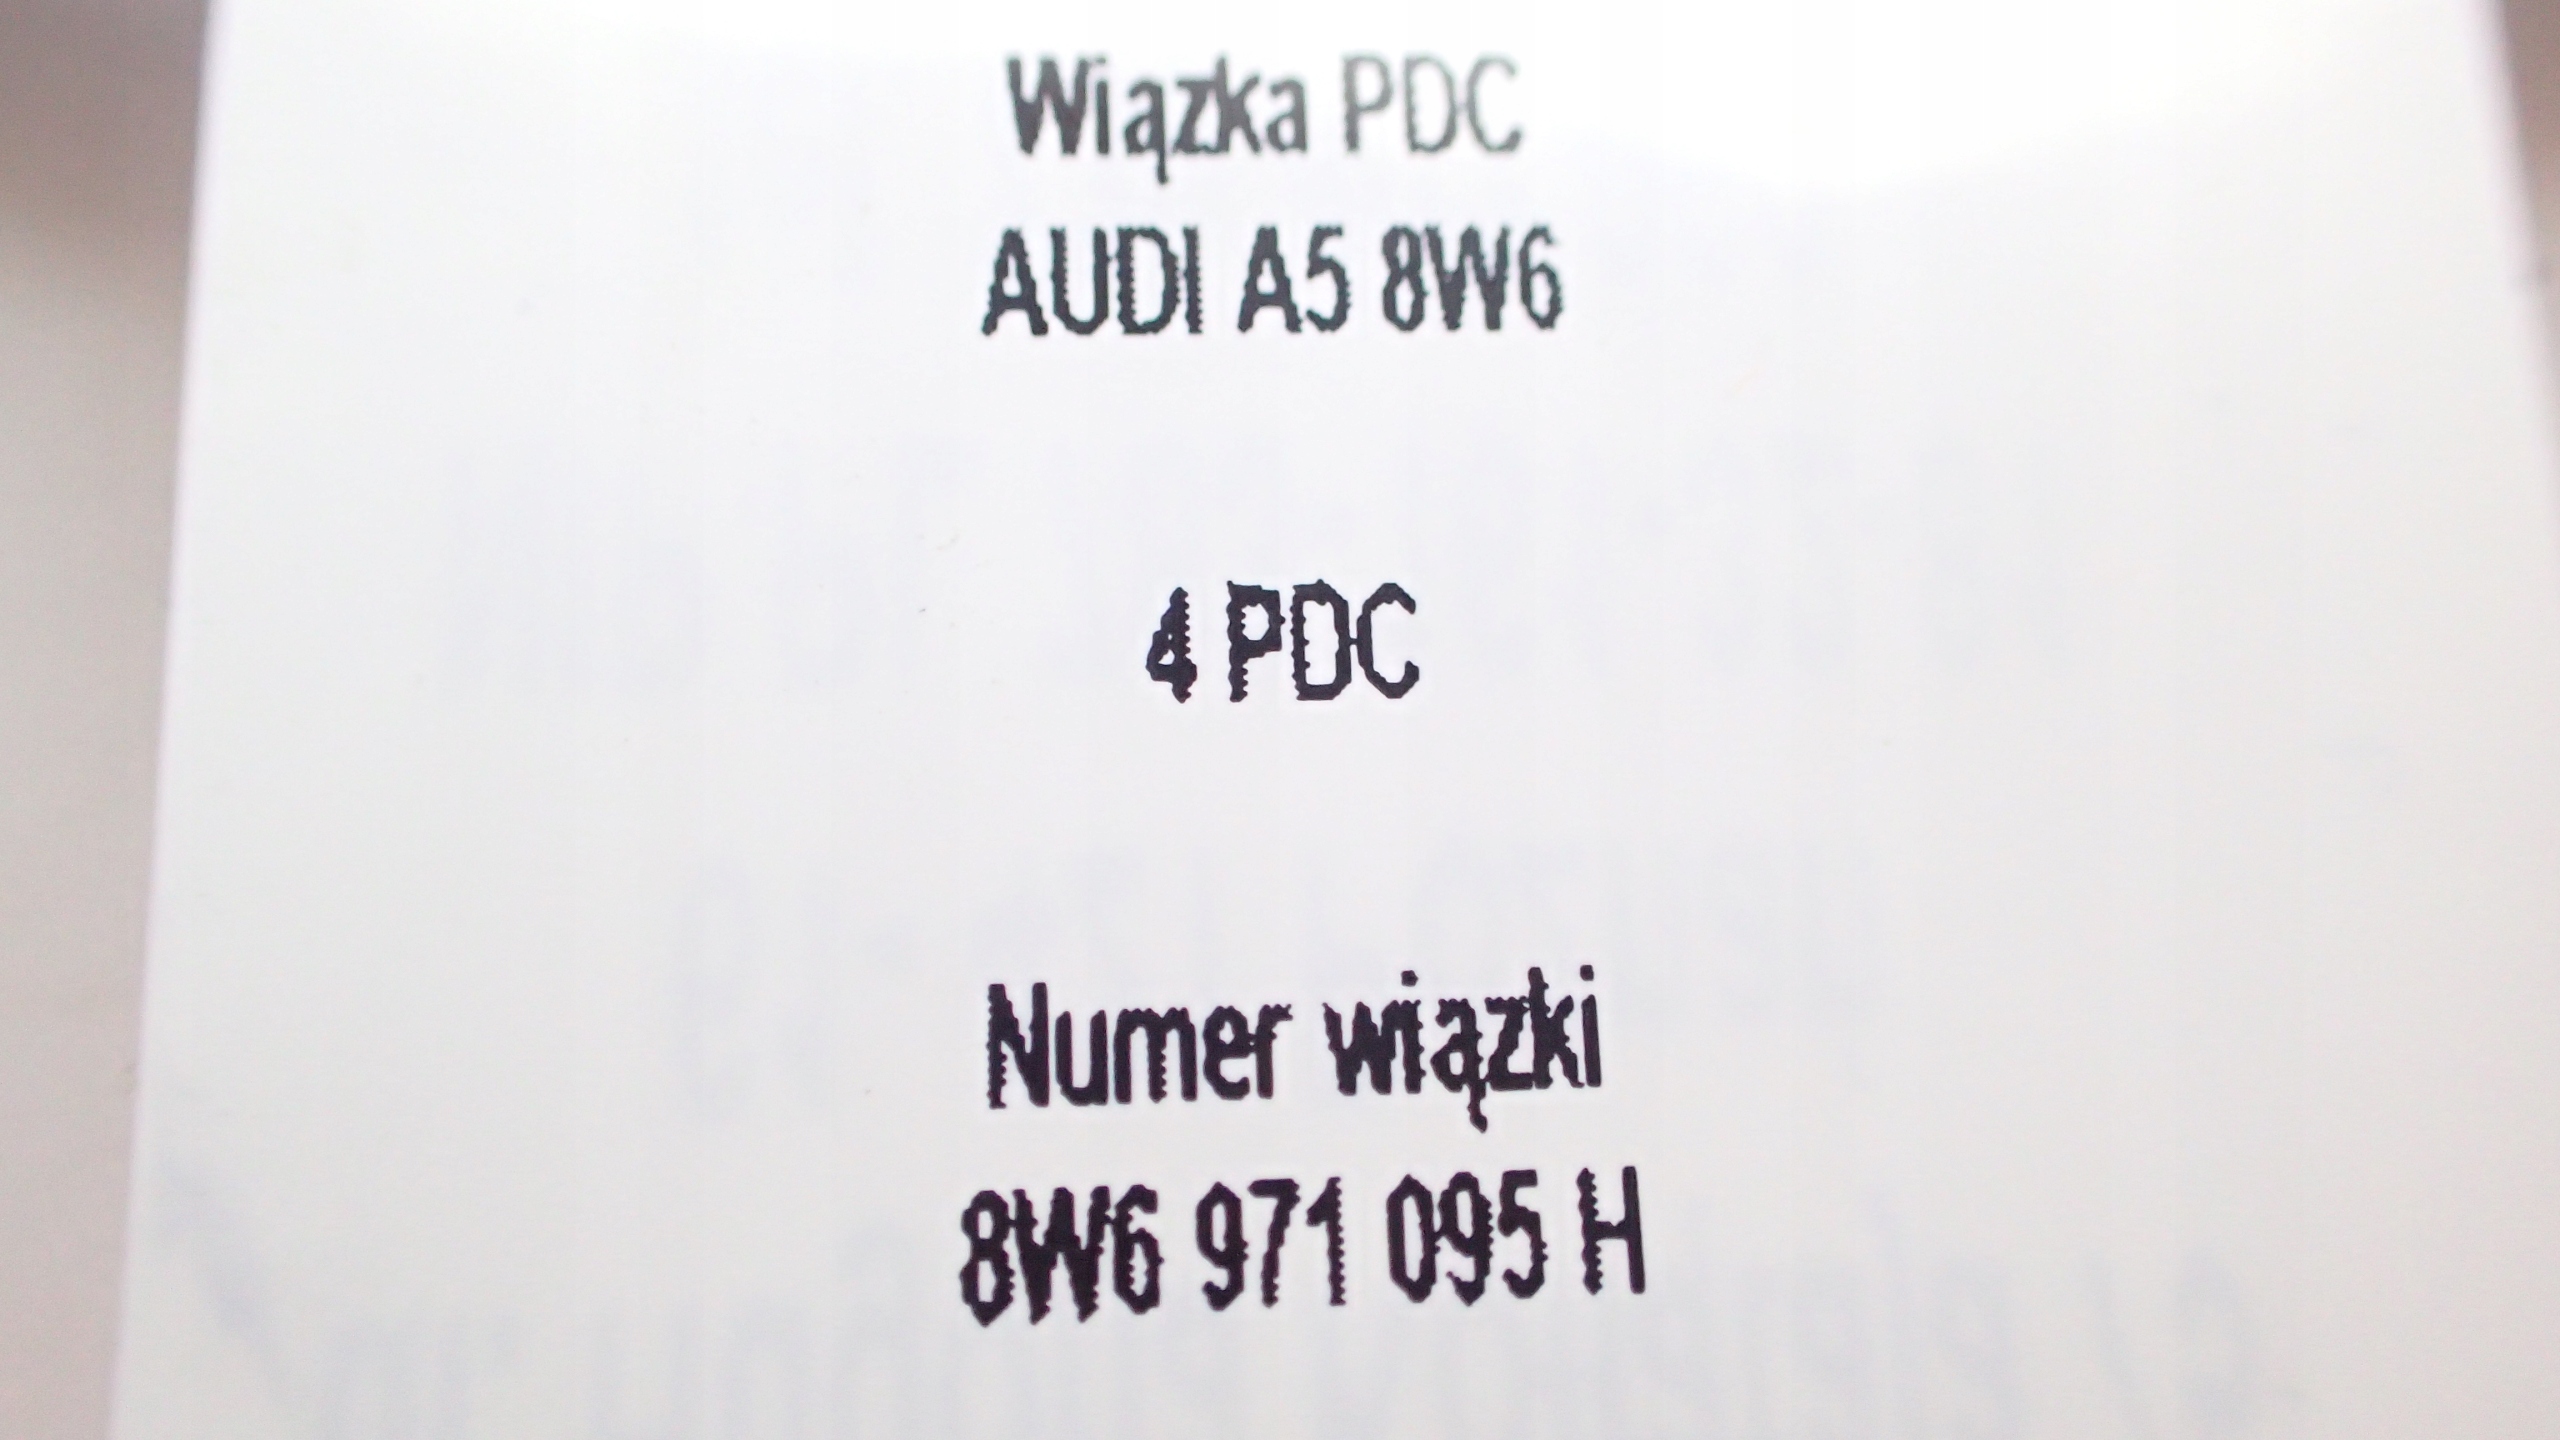 Wiązka PDC
AUDI A5 8W6
4 PDC
Numer wiązki
8W6 971 095 H